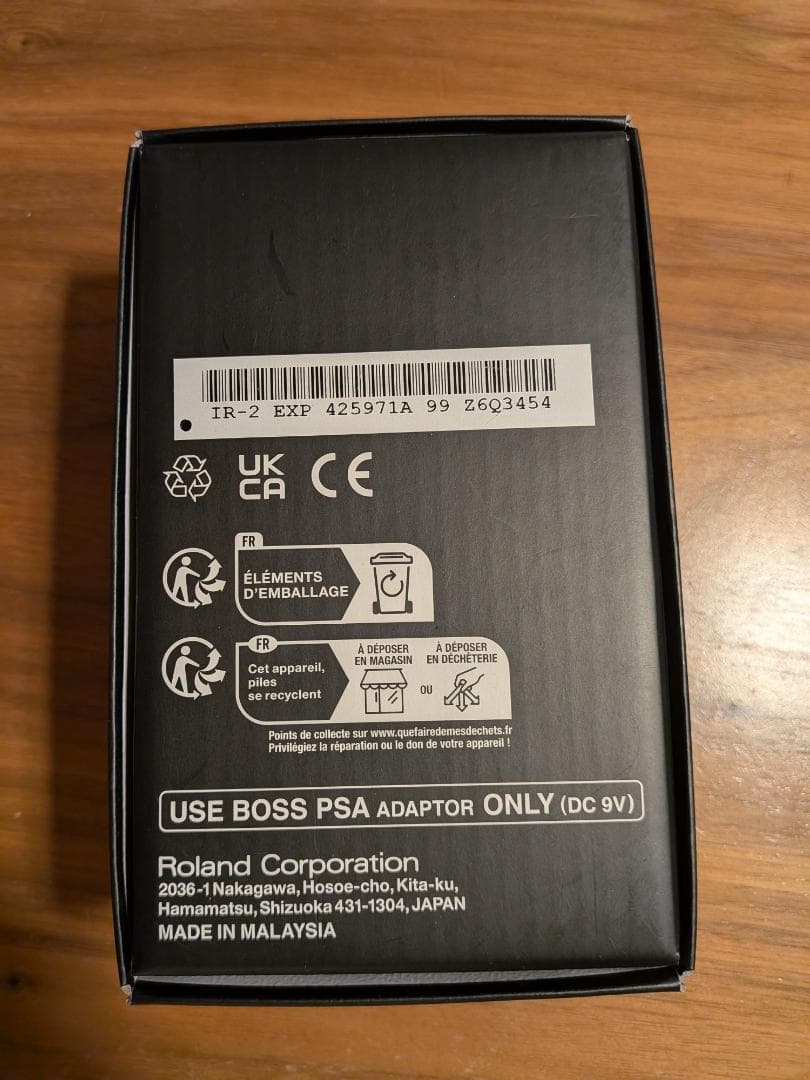 IR-2 EXP 425971A 99 Z6Q3454
UK
CA
CE
FR
ÉLÉMENTS
D'EMBALLAGE
FR
Cet appareil,
piles
se recyclent
À DÉPOSER
EN MAGASIN
OU
À DÉPOSER
EN DÉCHÈTERIE
Points de collecte sur www.quefairedemesdechets.fr
Privilégiez la réparation ou le don de votre appareil !
USE BOSS PSA ADAPTOR ONLY (DC 9V)
Roland Corporation
2036-1 Nakagawa, Hosoe-cho, Kita-ku,
Hamamatsu, Shizuoka 431-1304, JAPAN
MADE IN MALAYSIA